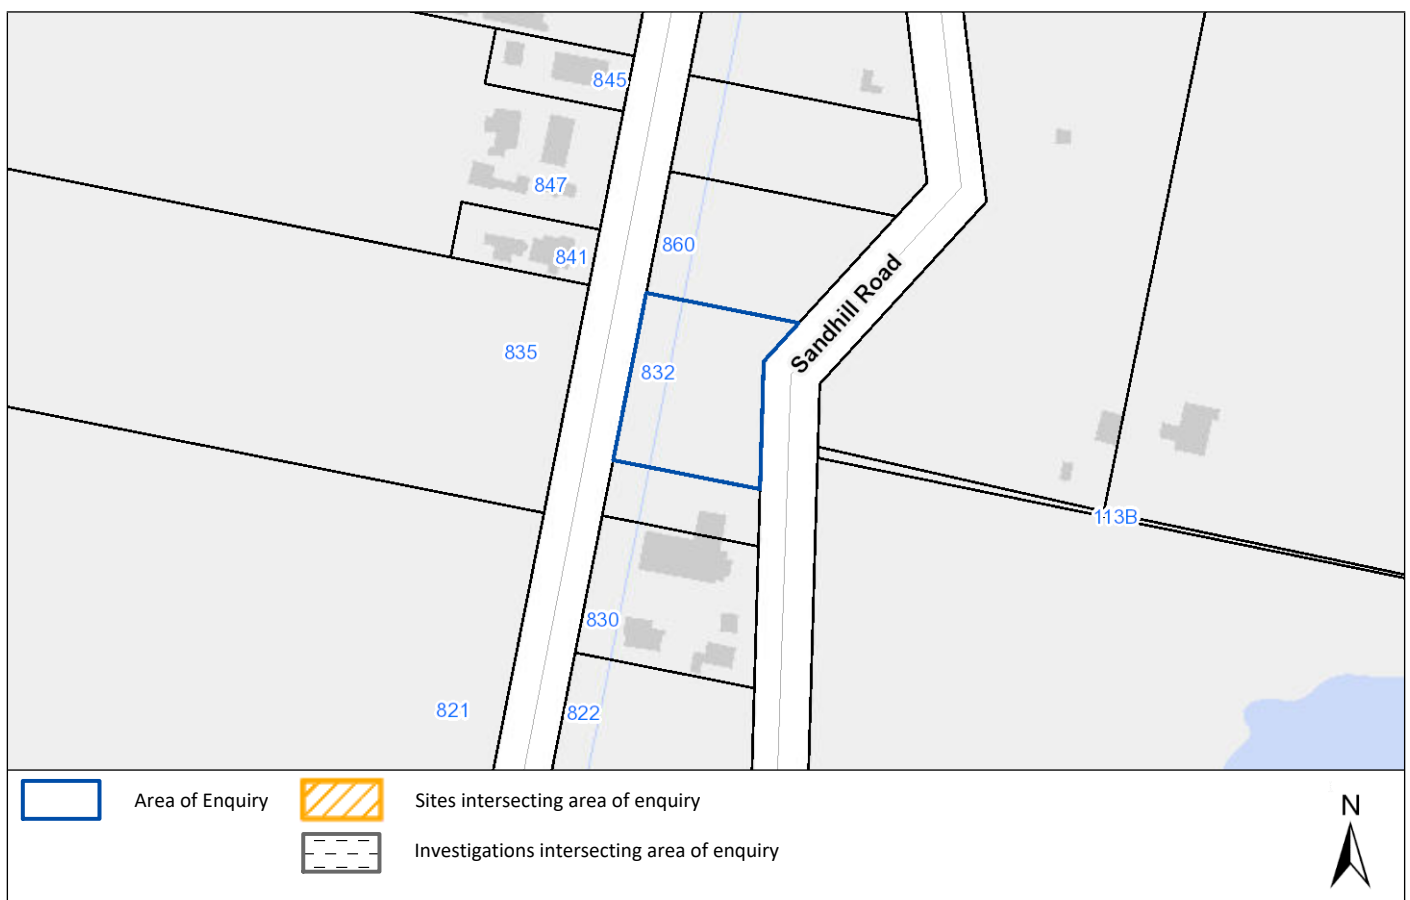 845
847
860
841
Sandhill Road
835
832
113B
830
821
822
Area of Enquiry
Sites intersecting area of enquiry
N
Investigations intersecting area of enquiry